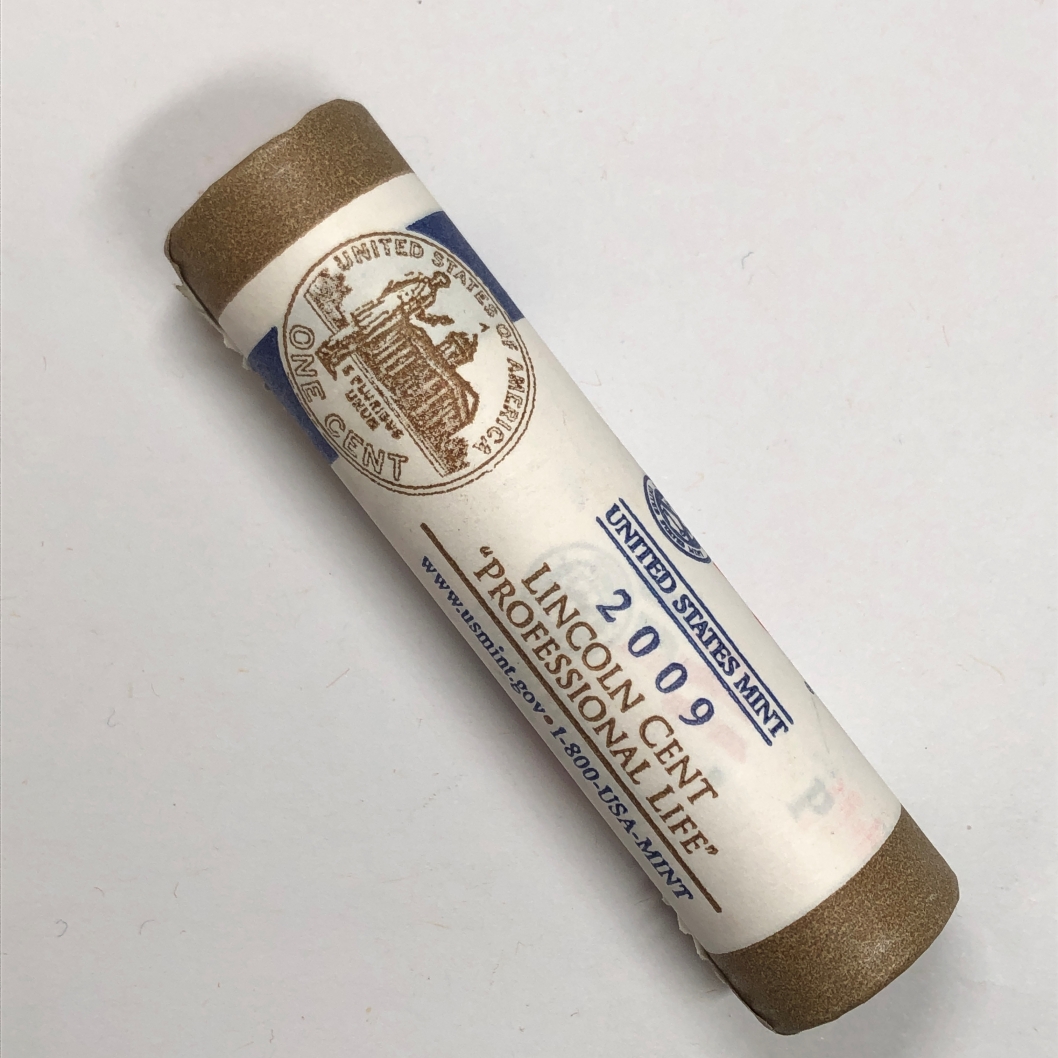 UNITED STATES OF AMERICA
E PLURIBUS
UNUM
ONE CENT
UNITED STATES MINT
2009
LINCOLN CENT
“PROFESSIONAL LIFE”
www.usmint.gov•1-800-USA-MINT
P